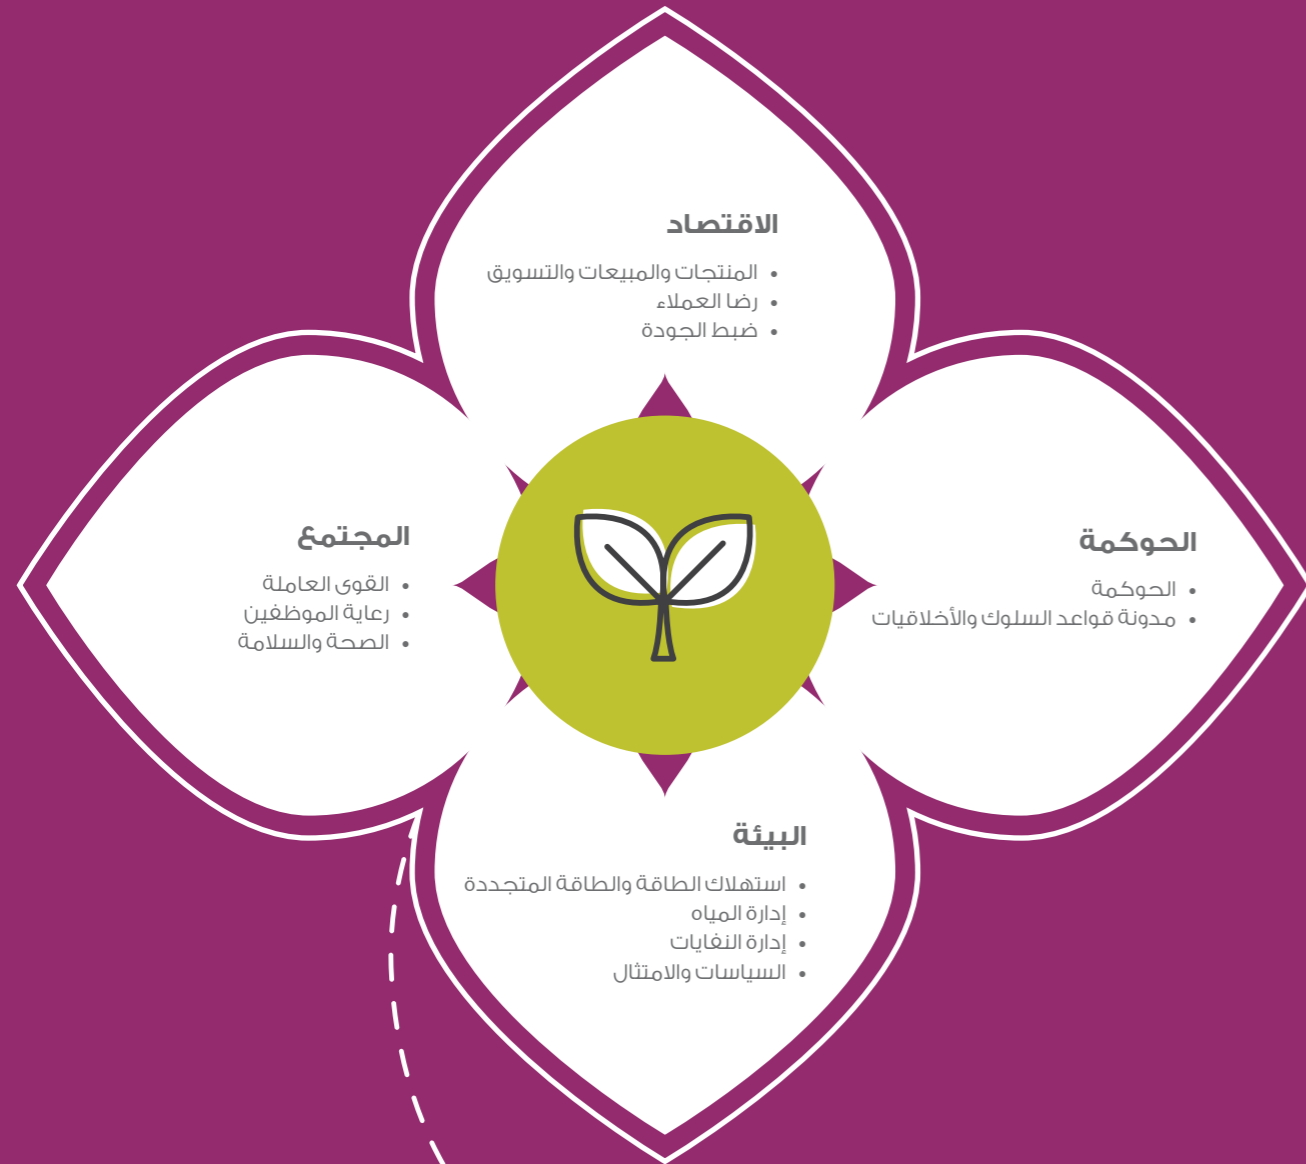 الاقتصاد
• المنتجات والمبيعات والتسويق
• رضا العملاء
• ضبط الجودة
الحوكمة
• الحوكمة
• مدونة قواعد السلوك والأخلاقيات
المجتمع
• القوى العاملة
• رعاية الموظفين
• الصحة والسلامة
البيئة
• استهلاك الطاقة والطاقة المتجددة
• إدارة المياه
• إدارة النفايات
• السياسات والامتثال